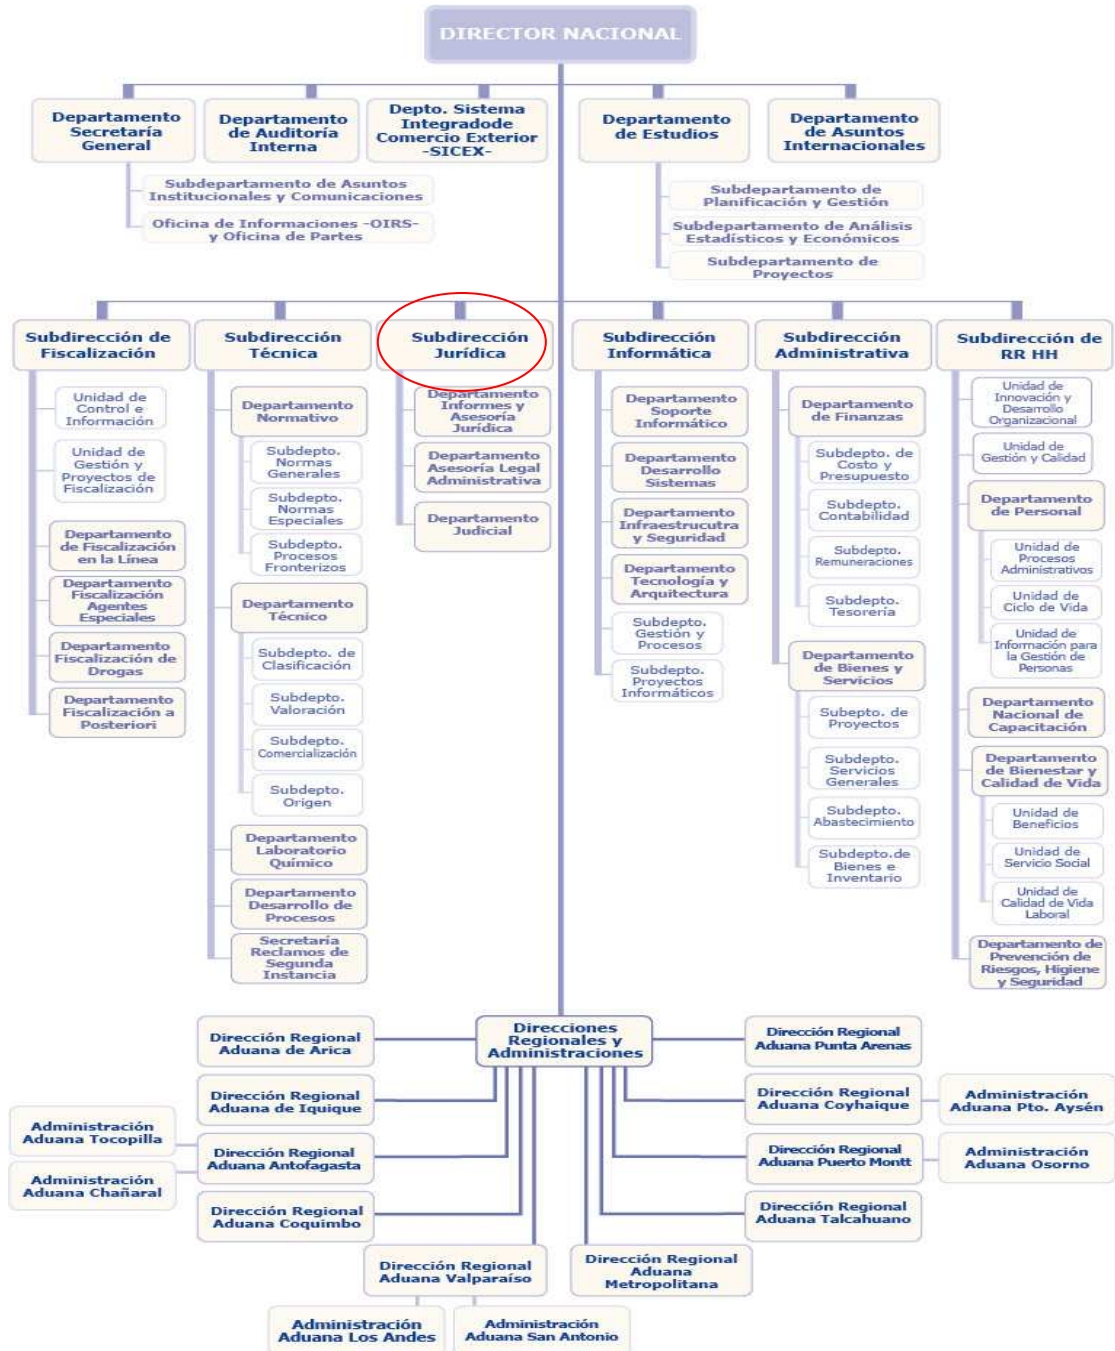 DIRECTOR NACIONAL
Departamento
Secretaría
General
Departamento
de Auditoría
Interna
Depto. Sistema
Integradode
Comercio Exterior
-SICEX-
Departamento
de Estudios
Departamento
de Asuntos
Internacionales
Subdepartamento de Asuntos
Institucionales y Comunicaciones
Oficina de Informaciones -OIRS-
y Oficina de Partes
Subdepartamento de
Planificación y Gestión
Subdepartamento de Análisis
Estadísticos y Económicos
Subdepartamento de
Proyectos
Subdirección de
Fiscalización
Unidad de
Control e
Información
Unidad de
Gestión y
Proyectos de
Fiscalización
Departamento
de Fiscalización
en la Línea
Departamento
Fiscalización
Agentes
Especiales
Departamento
Fiscalización de
Drogas
Departamento
Fiscalización a
Posteriori
Subdirección
Técnica
Departamento
Normativo
Subdepto.
Normas
Generales
Subdepto.
Normas
Especiales
Subdepto.
Procesos
Fronterizos
Departamento
Técnico
Subdepto. de
Clasificación
Subdepto.
Valoración
Subdepto.
Comercialización
Subdepto.
Origen
Departamento
Laboratorio
Químico
Departamento
Desarrollo de
Procesos
Secretaría
Reclamos de
Segunda
Instancia
Subdirección
Jurídica
Departamento
Informes y
Asesoría
Jurídica
Departamento
Asesoría Legal
Administrativa
Departamento
Judicial
Subdirección
Informática
Departamento
Soporte
Informático
Departamento
Desarrollo
Sistemas
Departamento
Infraestrucutra
y Seguridad
Departamento
Tecnología y
Arquitectura
Subdepto.
Gestión y
Procesos
Subdepto.
Proyectos
Informáticos
Subdirección
Administrativa
Departamento
de Finanzas
Subdepto. de
Costo y
Presupuesto
Subdepto.
Contabilidad
Subdepto.
Remuneraciones
Subdepto.
Tesorería
Departamento
de Bienes y
Servicios
Subepto. de
Proyectos
Subdepto.
Servicios
Generales
Subdepto.
Abastecimiento
Subdepto.de
Bienes e
Inventario
Subdirección de
RR HH
Unidad de
Innovación y
Desarrollo
Organizacional
Unidad de
Gestión y Calidad
Departamento
de Personal
Unidad de
Procesos
Administrativos
Unidad de
Ciclo de Vida
Unidad de
Información para
la Gestión de
Personas
Departamento
Nacional de
Capacitación
Departamento
de Bienestar y
Calidad de Vida
Unidad de
Beneficios
Unidad de
Servicio Social
Unidad de
Calidad de Vida
Laboral
Departamento de
Prevención de
Riesgos, Higiene
y Seguridad
Direcciones
Regionales y
Administraciones
Dirección Regional
Aduana de Arica
Dirección Regional
Aduana Punta Arenas
Dirección Regional
Aduana de Iquique
Dirección Regional
Aduana Coyhaique
Administración
Aduana Pto. Aysén
Administración
Aduana Tocopilla
Administración
Aduana Chañaral
Dirección Regional
Aduana Antofagasta
Dirección Regional
Aduana Puerto Montt
Administración
Aduana Osorno
Dirección Regional
Aduana Coquimbo
Dirección Regional
Aduana Talcahuano
Dirección Regional
Aduana Valparaíso
Dirección Regional
Aduana
Metropolitana
Administración
Aduana Los Andes
Administración
Aduana San Antonio